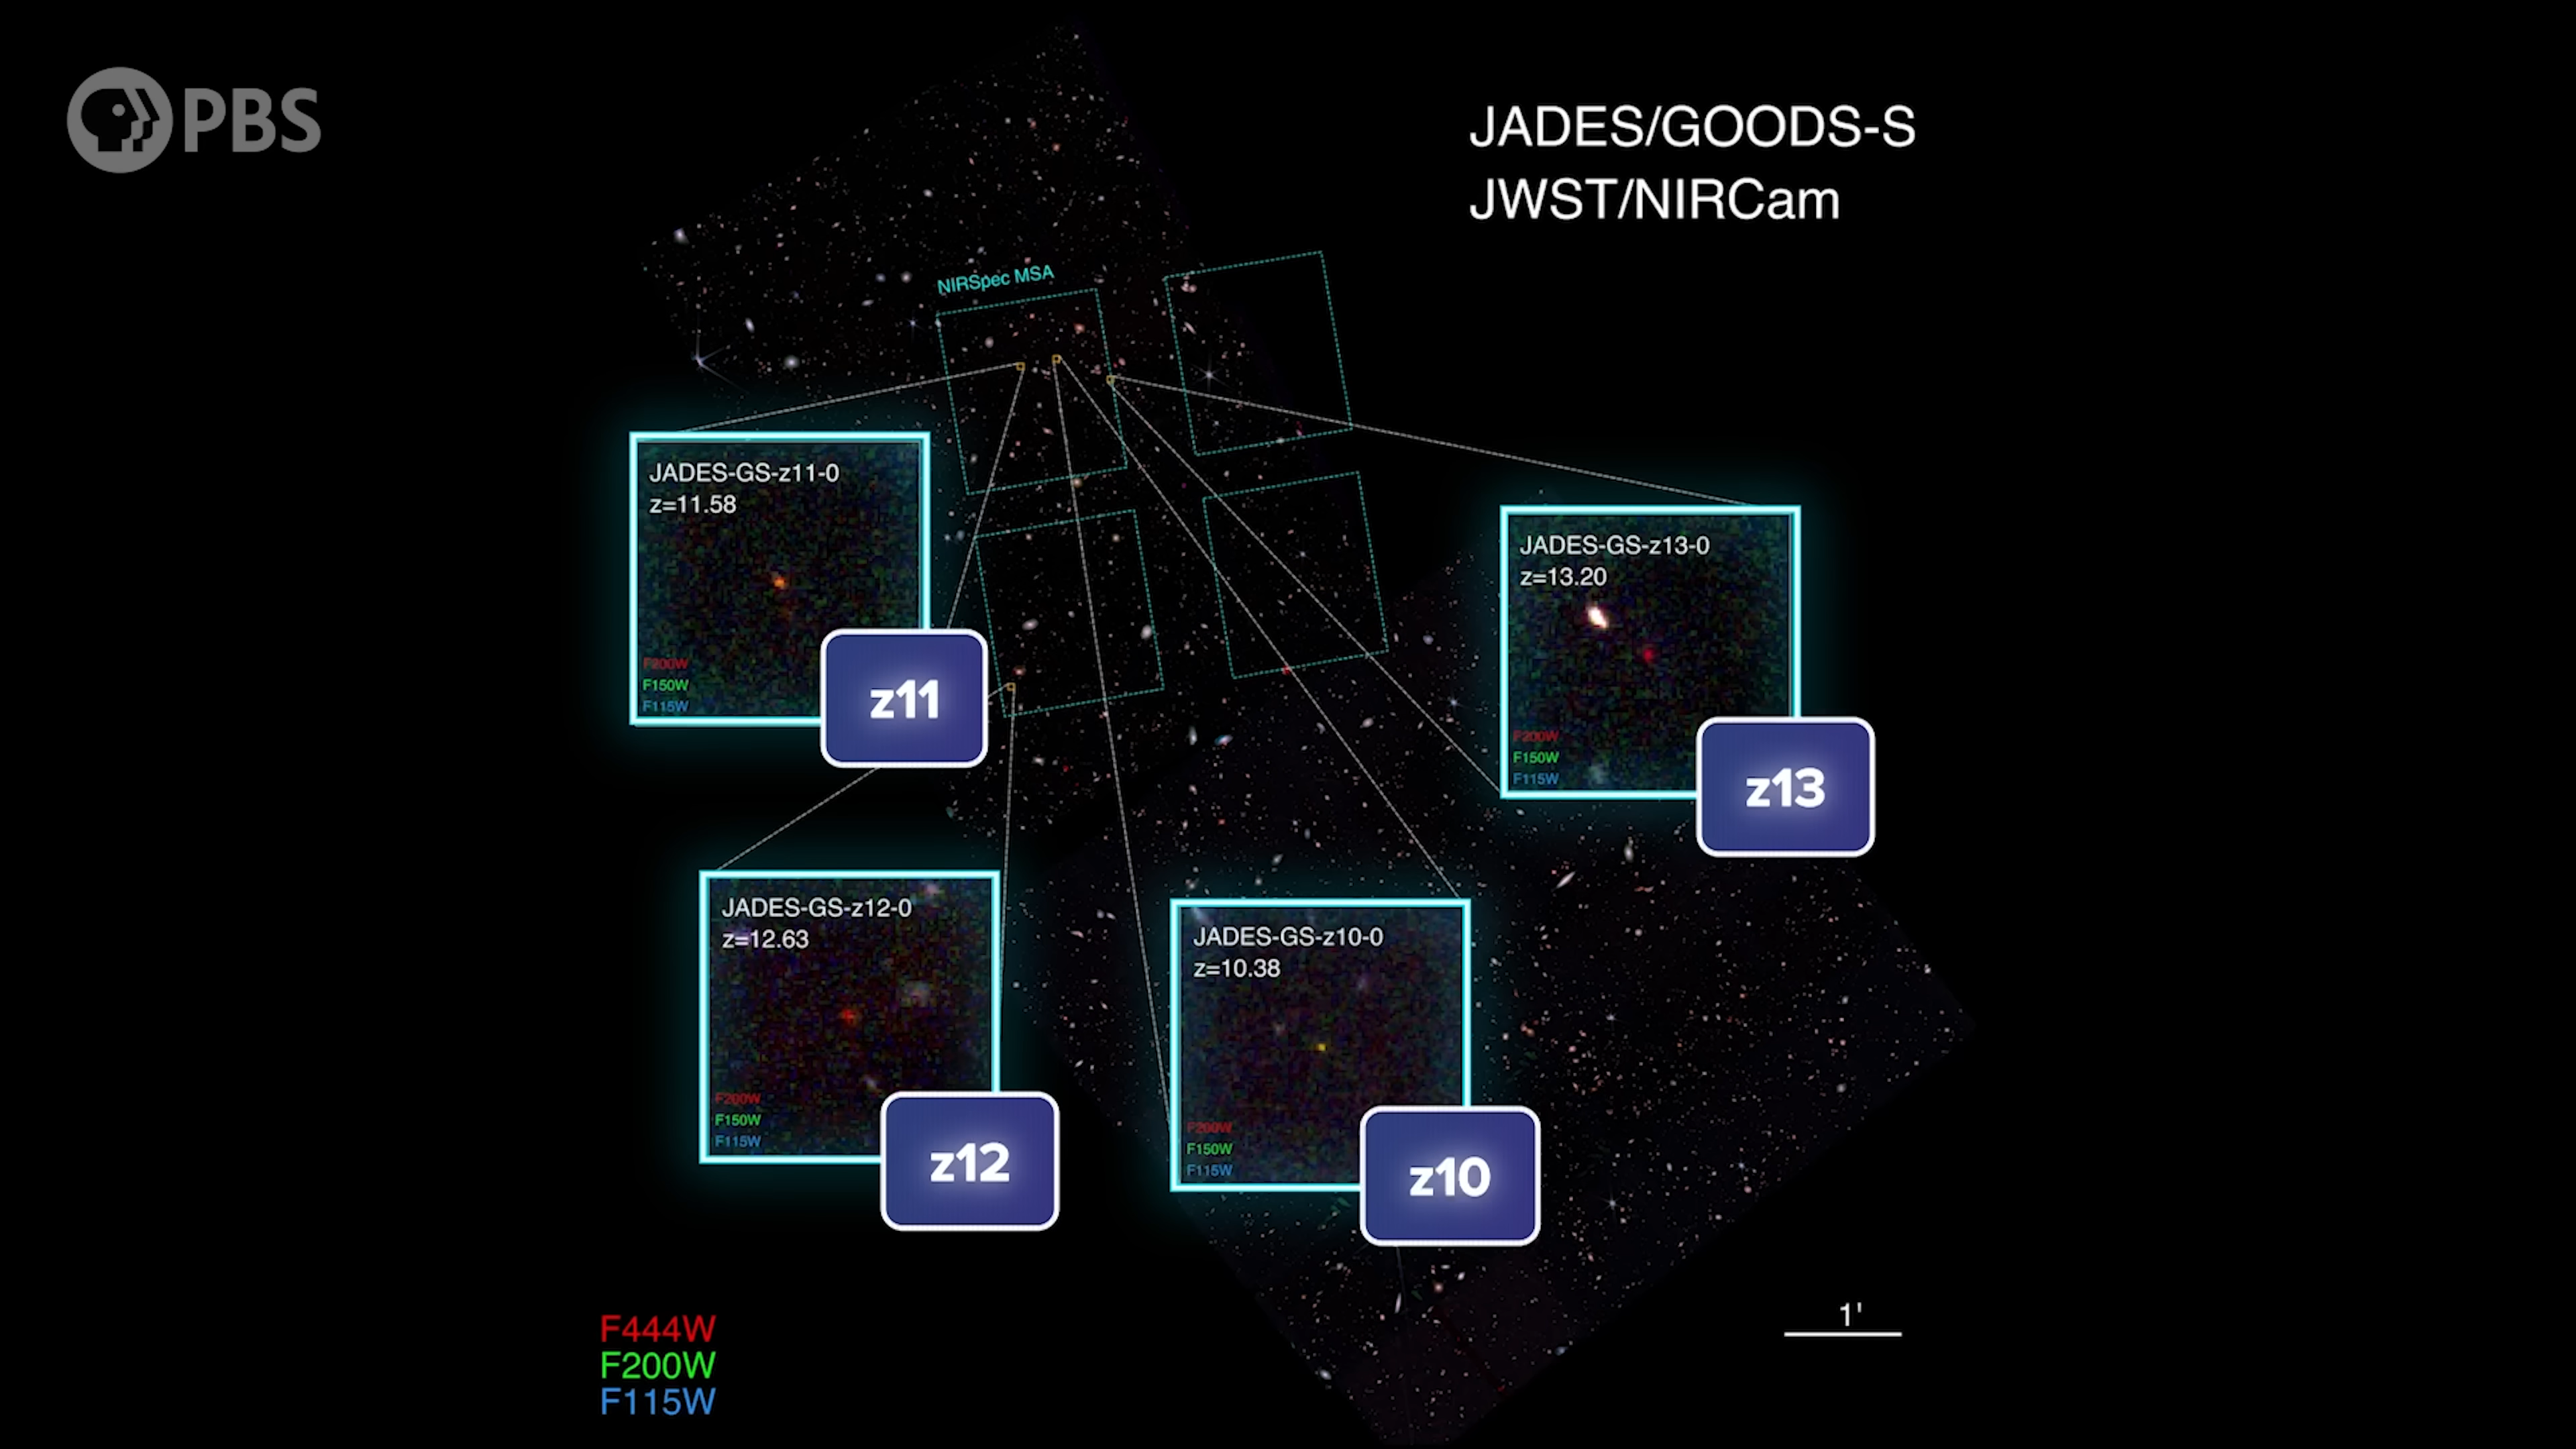 PBS
JADES/GOODS-S
JWST/NIRCam
NIRSpec MSA
JADES-GS-z11-0
z=11.58
F200W
F150W
F115W
z11
JADES-GS-z13-0
z=13.20
F200W
F150W
F115W
z13
JADES-GS-z12-0
z=12.63
F200W
F150W
F115W
z12
JADES-GS-z10-0
z=10.38
F200W
F150W
F115W
z10
F444W
F200W
F115W
1'